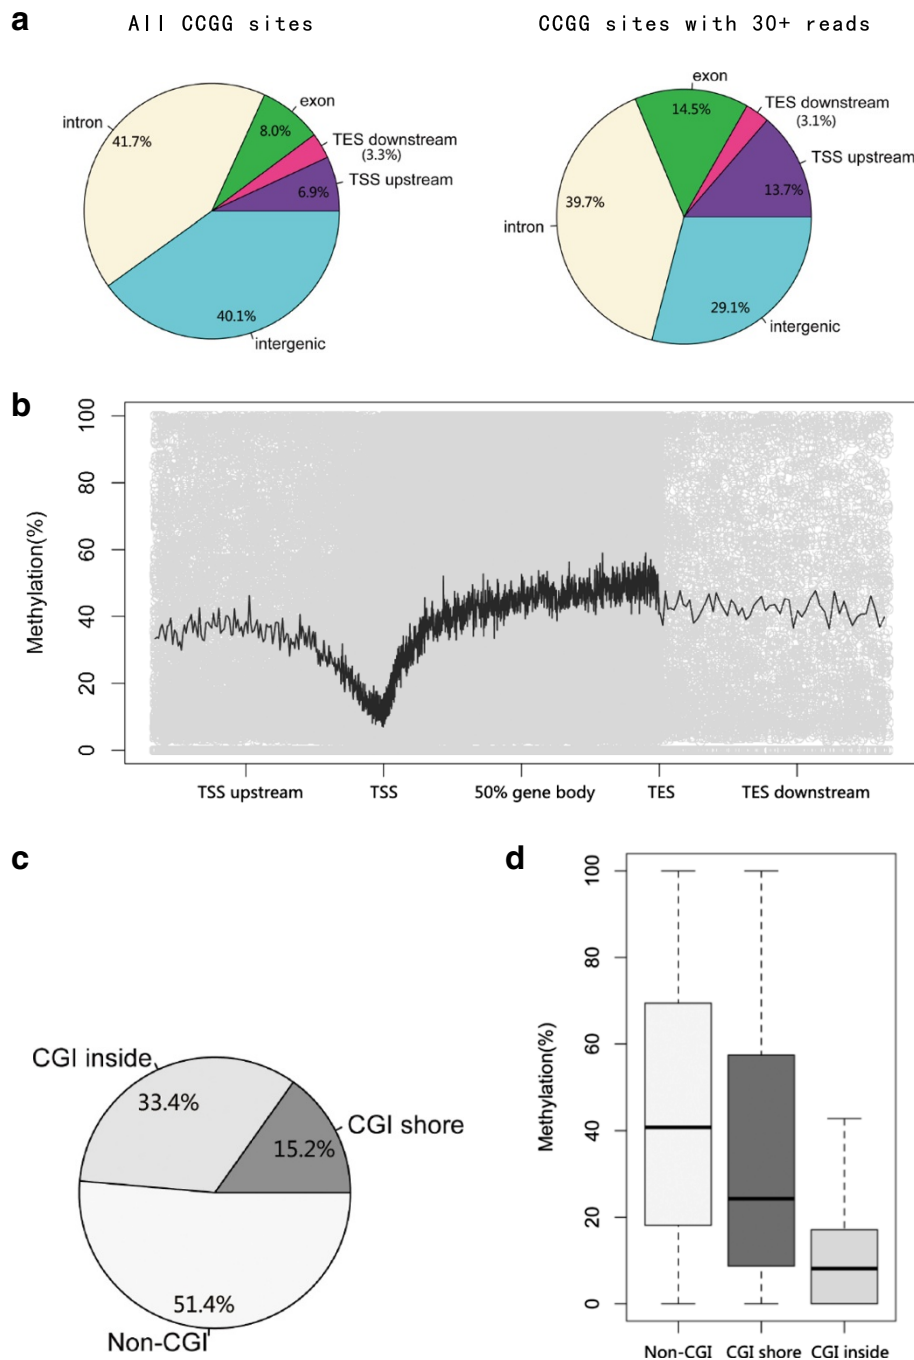 a
All CCGG sites
CCGG sites with 30+ reads
intron
41.7%
exon
8.0%
TES downstream
(3.3%)
TSS upstream
6.9%
40.1%
intergenic
exon
14.5%
TES downstream
(3.1%)
TSS upstream
13.7%
39.7%
intron
29.1%
intergenic
b
Methylation(%)
100
80
60
40
20
0
TSS upstream
TSS
50% gene body
TES
TES downstream
c
CGI inside
33.4%
CGI shore
15.2%
51.4%
Non-CGI
d
Methylation(%)
100
80
60
40
20
0
Non-CGI
CGI shore
CGI inside